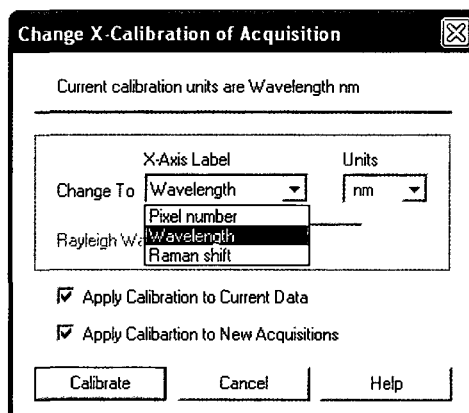 Change X-Calibration of Acquisition
Current calibration units are Wavelength nm
X-Axis Label Units
Change To Wavelength nm
Pixel number
Rayleigh Wavelength
Raman shift
Apply Calibration to Current Data
Apply Calibartion to New Acquisitions
Calibrate Cancel Help